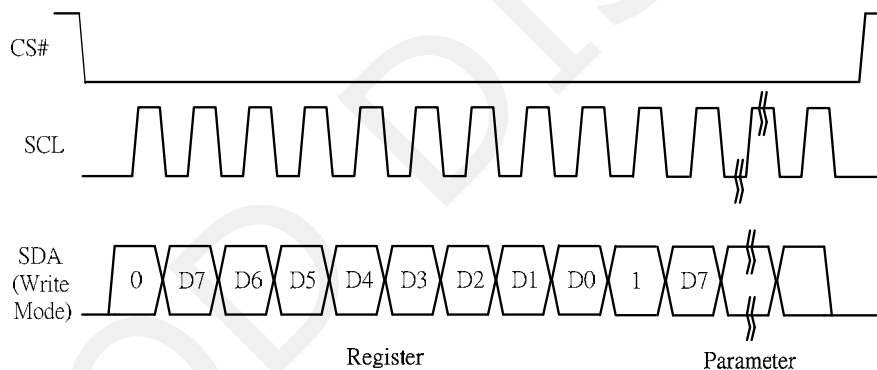 CS#
SCL
SDA
(Write
Mode)
0 D7 D6 D5 D4 D3 D2 D1 D0 1 D7
Register Parameter